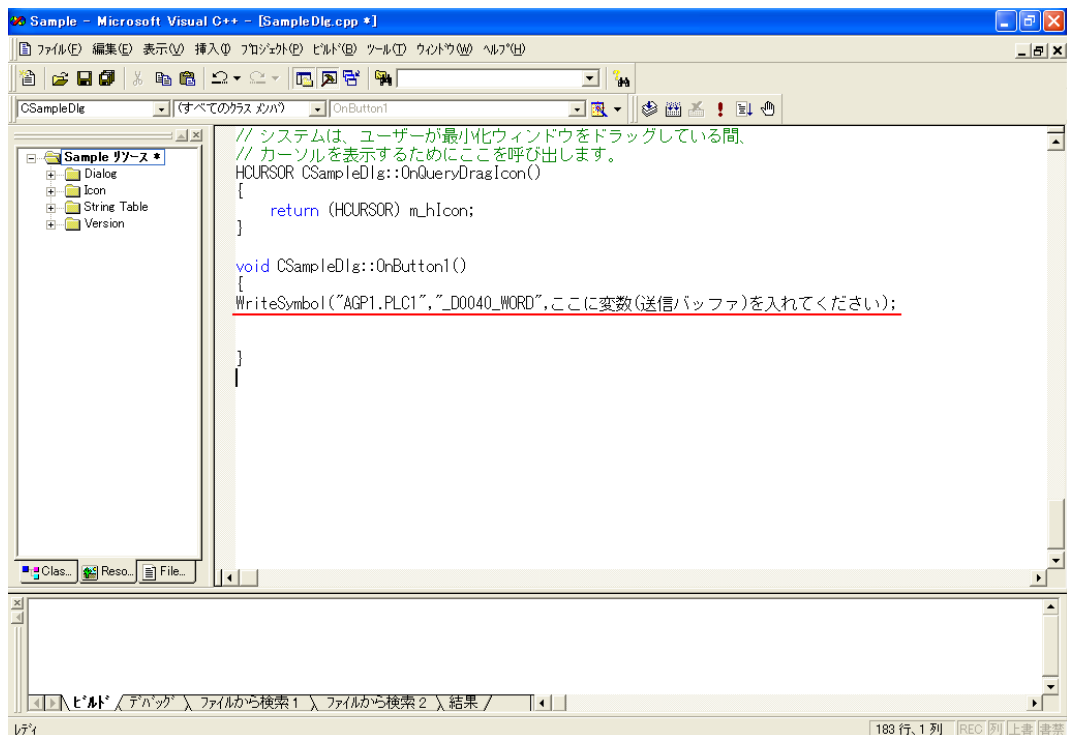 Sample - Microsoft Visual C++ - [SampleDlg.cpp *]
ファイル(F) 編集(E) 表示(V) 挿入(I) プロジェクト(P) ビルド(B) ツール(T) ウィンドウ(W) ヘルプ(H)
CSampleDlg (すべてのクラス メンバ) OnButton1
Sample リソース *
Dialog
Icon
String Table
Version
Clas... Reso... File...
// システムは、ユーザーが最小化ウィンドウをドラッグしている間、
// カーソルを表示するためにここを呼び出します。
HCURSOR CSampleDlg::OnQueryDragIcon()
{
return (HCURSOR) m_hIcon;
}
void CSampleDlg::OnButton1()
{
WriteSymbol("AGP1.PLC1","_D0040_WORD",ここに変数(送信バッファ)を入れてください);
}
ビルド デバッグ ファイルから検索 1 ファイルから検索 2 結果
レディ 183 行、1 列 REC 列 上書 書禁